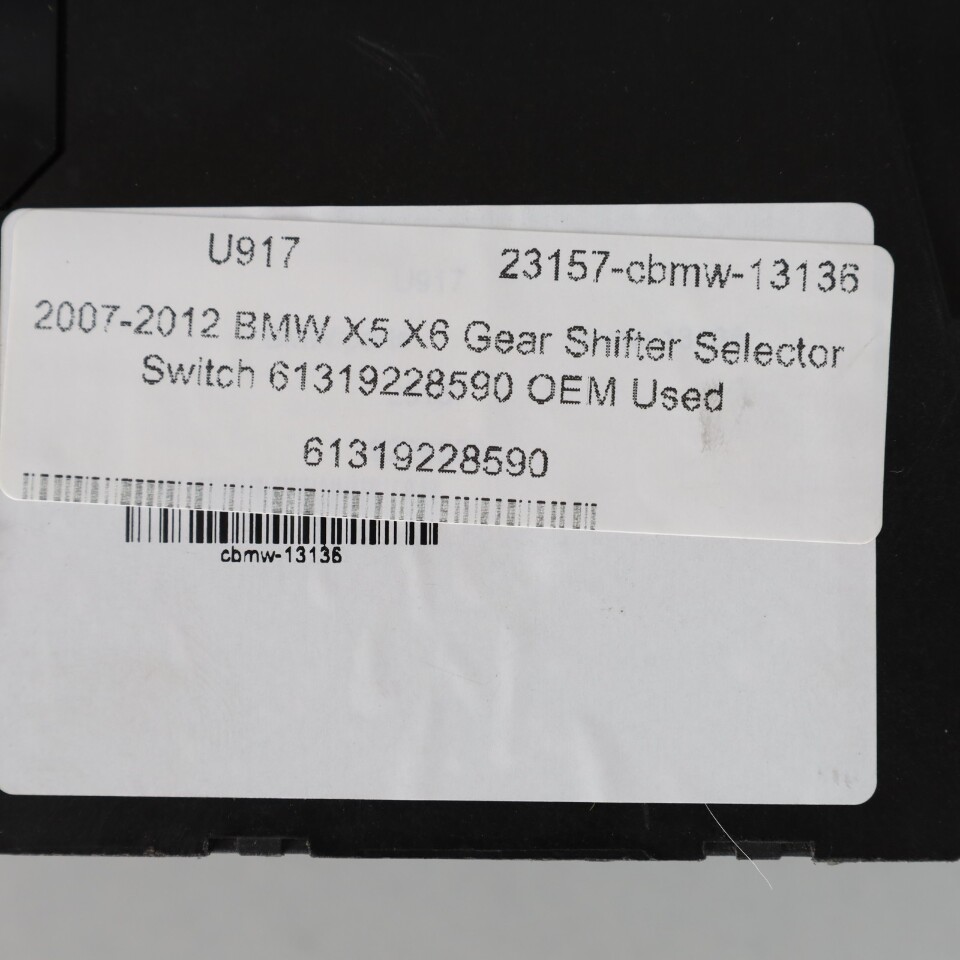 U917 23157-cbmw-13136
2007-2012 BMW X5 X6 Gear Shifter Selector
Switch 61319228590 OEM Used
61319228590
cbmw-13136